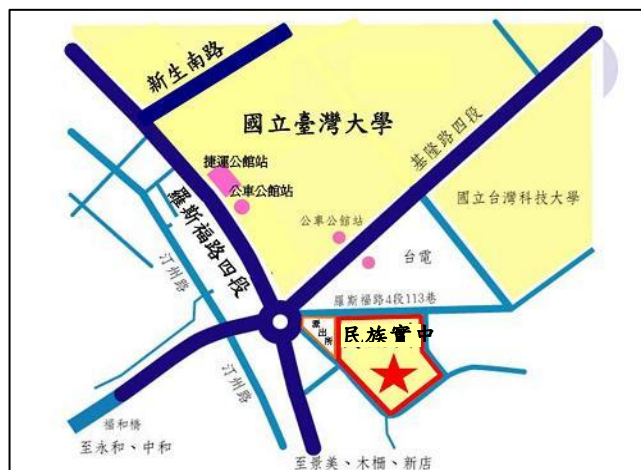 新生南路
國立臺灣大學
基隆路四段
捷運公館站
公車公館站
國立台灣科技大學
羅斯福路四段
公車公館站
台電
汀州路
羅斯福路4段113巷
派出所
民族實中
汀州路
福和橋
至永和、中和
至景美、木柵、新店